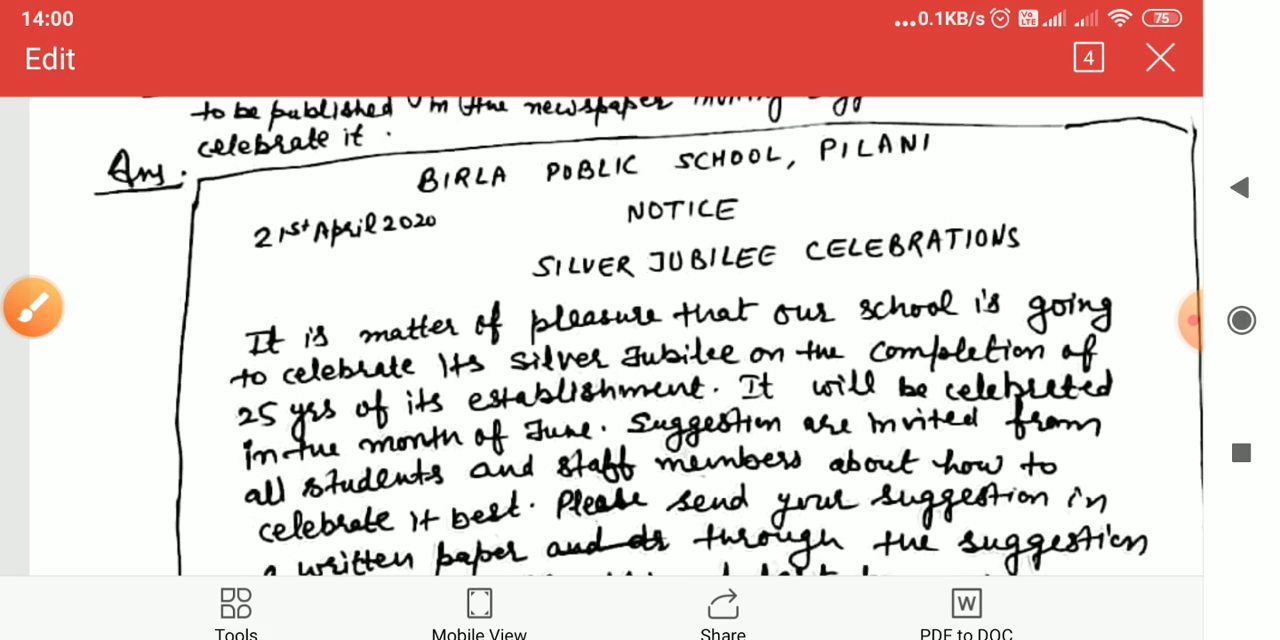 14:00
...0.1KB/s Vo LTE 75
Edit
4
to be published in the newspaper
celebrate it.
Ans.
BIRLA PUBLIC SCHOOL, PILANI
21st April 2020
NOTICE
SILVER JUBILEE CELEBRATIONS
It is matter of pleasure that our school is going
to celebrate its silver Jubilee on the completion of
25 yrs of its establishment. It will be celebrated
in the month of June. Suggestion are invited from
all students and staff members about how to
celebrate it best. Please send your suggestion in
written paper through the suggestion
W
Tools
Mobile View
Share
PDF to DOC